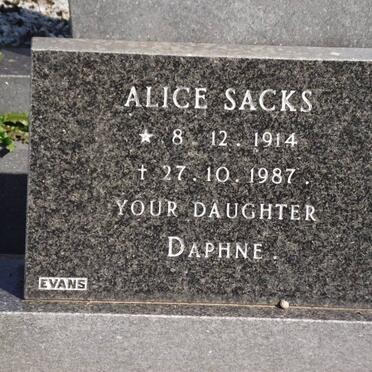 ALICE SACKS
★ 8. 12. 1914
† 27. 10. 1987.
YOUR DAUGHTER
DAPHNE.
EVANS